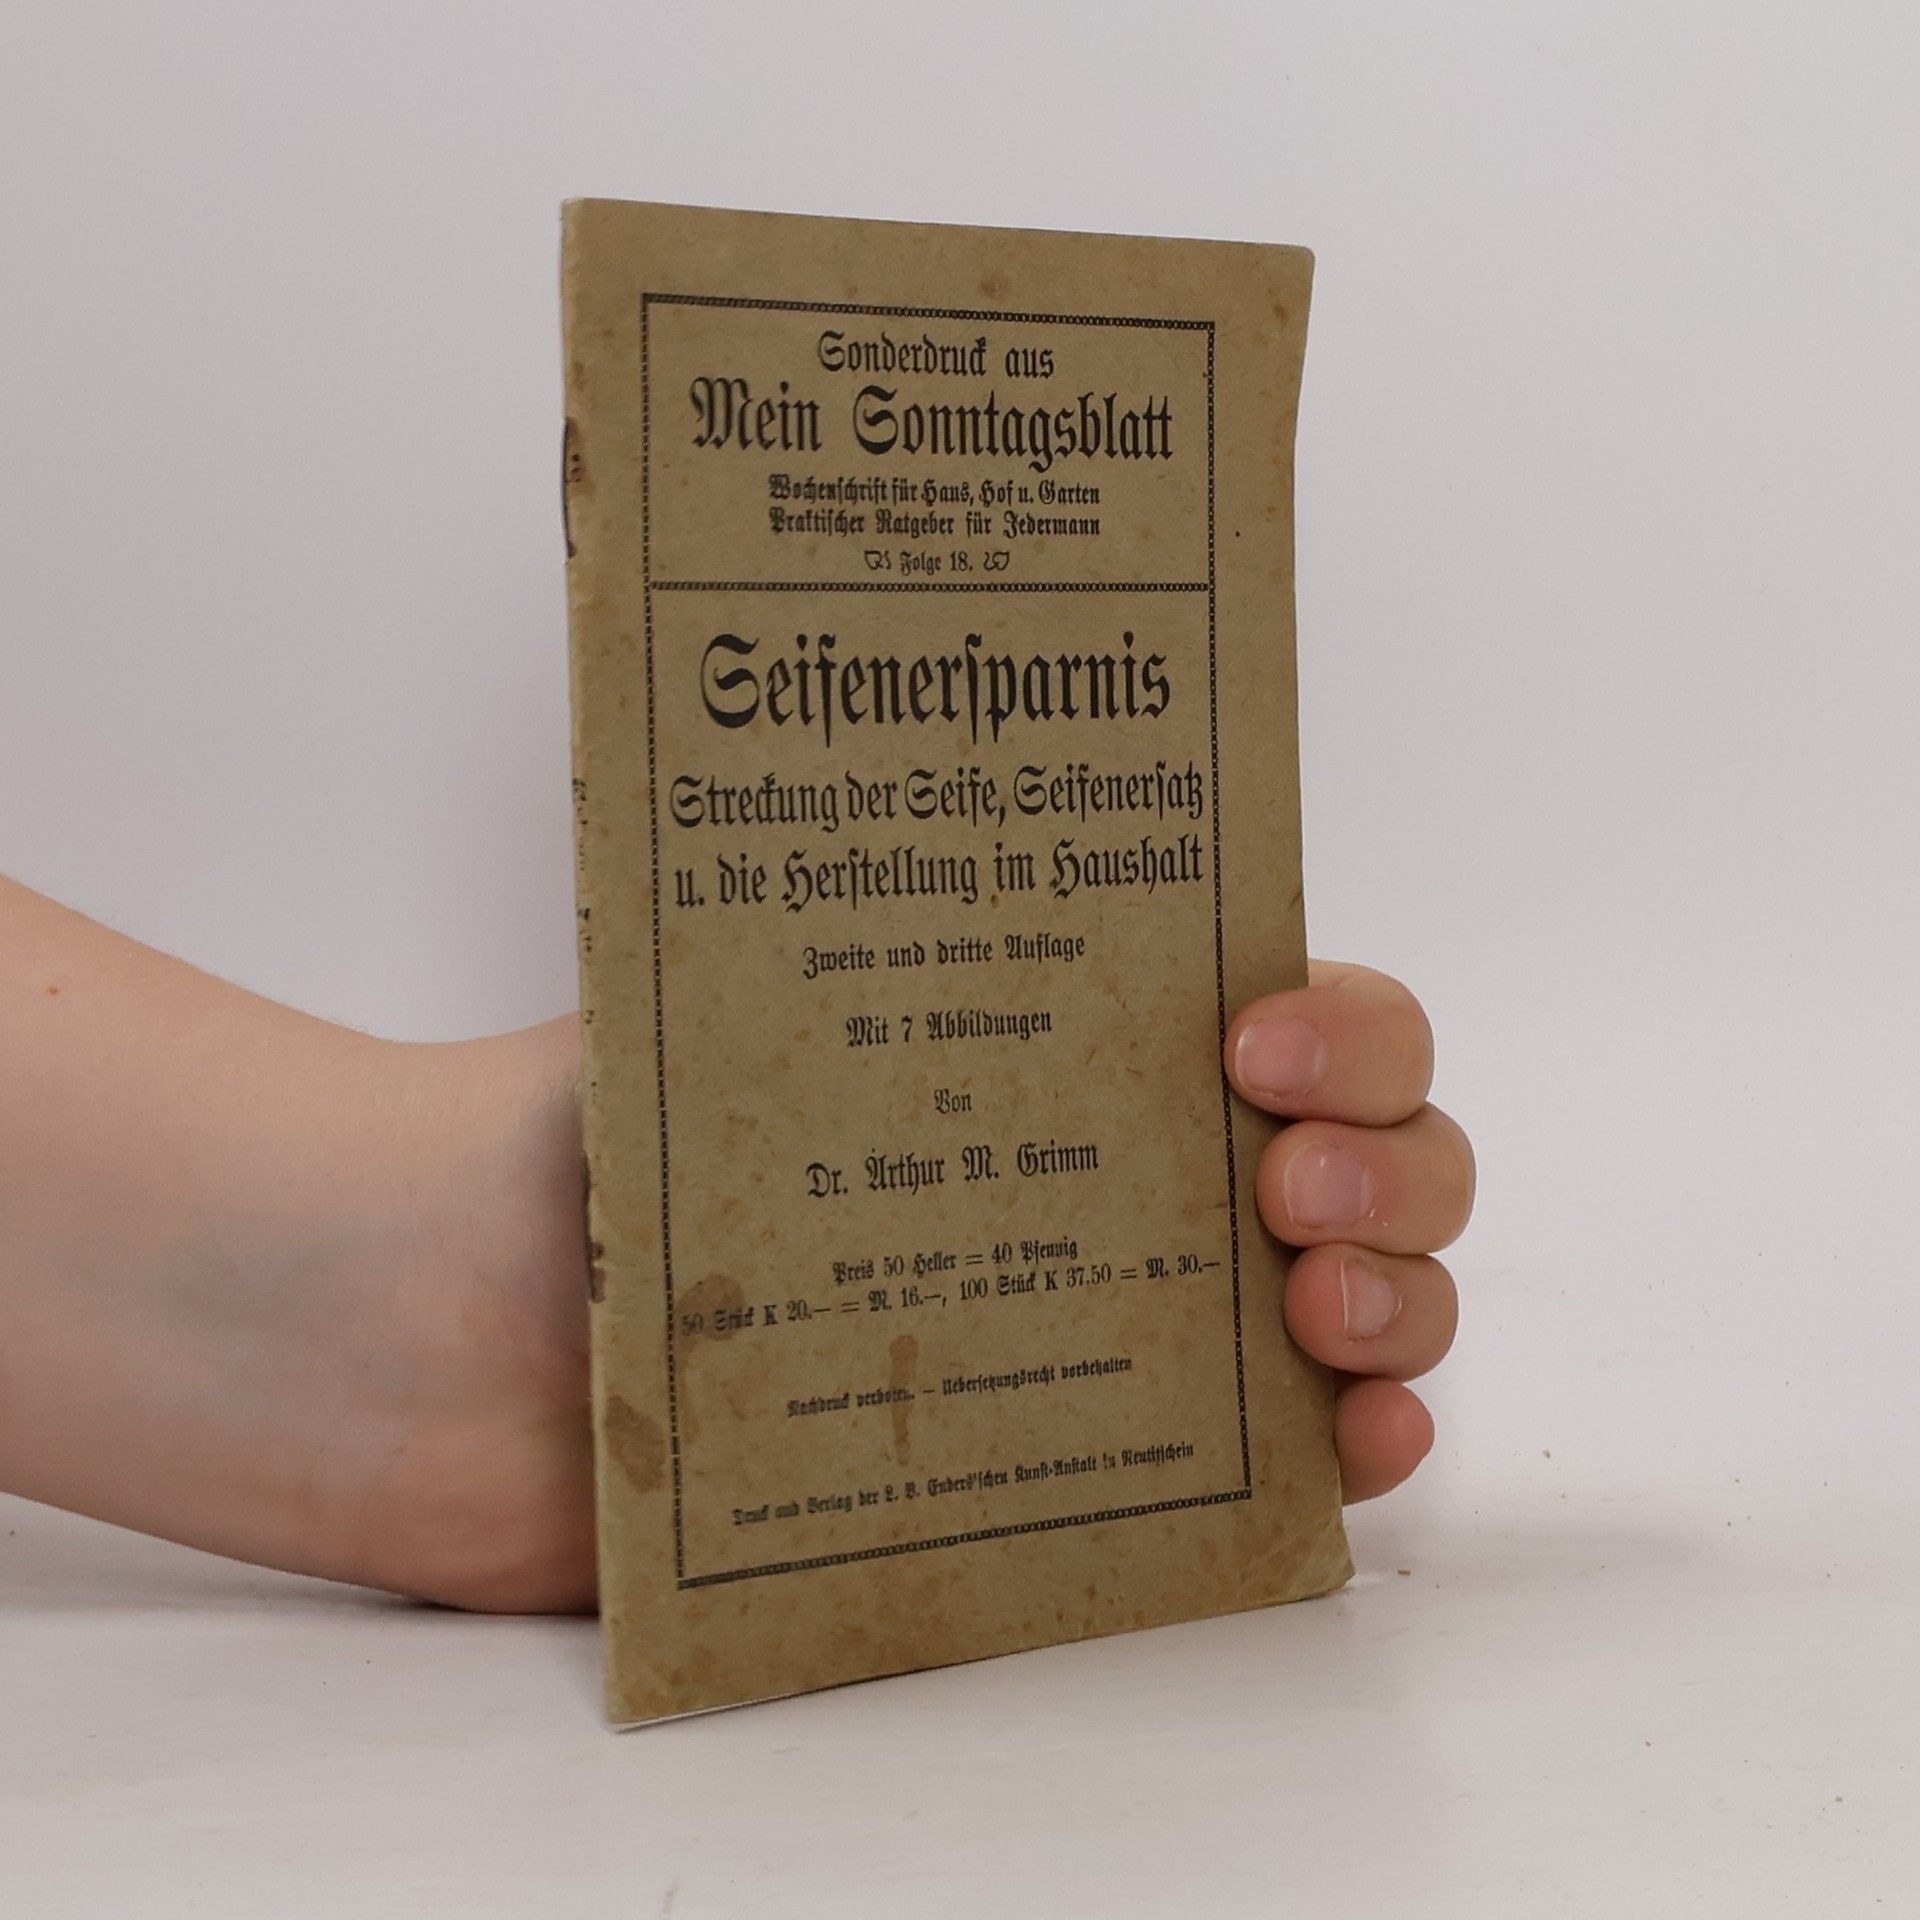 Sonderdruck aus
Mein Sonntagsblatt
Wochenschrift für Haus, Hof u. Garten
Praktischer Ratgeber für Jedermann
Folge 18.
Seifenerſparnis
Streckung der Seife, Seifenerſatz
u. die Herſtellung im Haushalt
Zweite und dritte Auflage
Mit 7 Abbildungen
Von
Dr. Arthur M. Grimm
Preis 50 Heller = 40 Pfennig
50 Stück K 20.— = M. 16.—, 100 Stück K 37.50 = M. 30.—
Nachdruck verboten. — Ueberſetzungsrecht vorbehalten
Druck und Verlag der L. V. Enders'ſchen Kunſt-Anſtalt in Neutitſchein